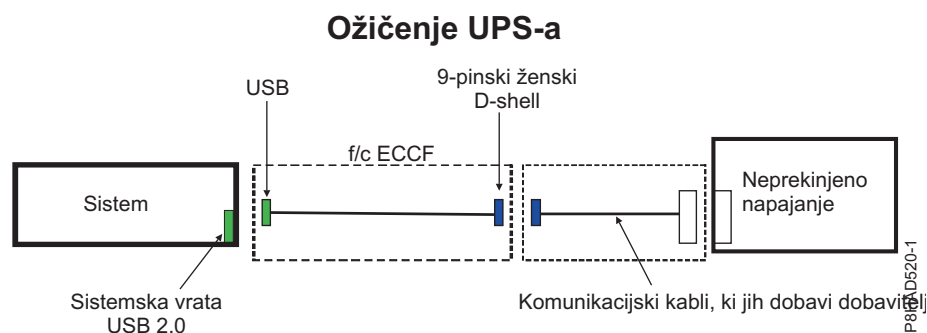 Ožičenje UPS-a
USB
9-pinski ženski
D-shell
f/c ECCF
Sistem
Neprekinjeno
napajanje
Sistemska vrata
USB 2.0
Komunikacijski kabli, ki jih dobavi dobavitelj
P8HAD520-1